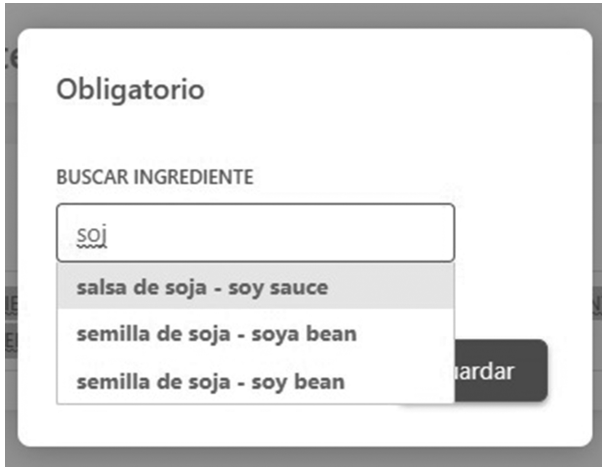 Obligatorio
BUSCAR INGREDIENTE
soj
salsa de soja - soy sauce
semilla de soja - soya bean
semilla de soja - soy bean